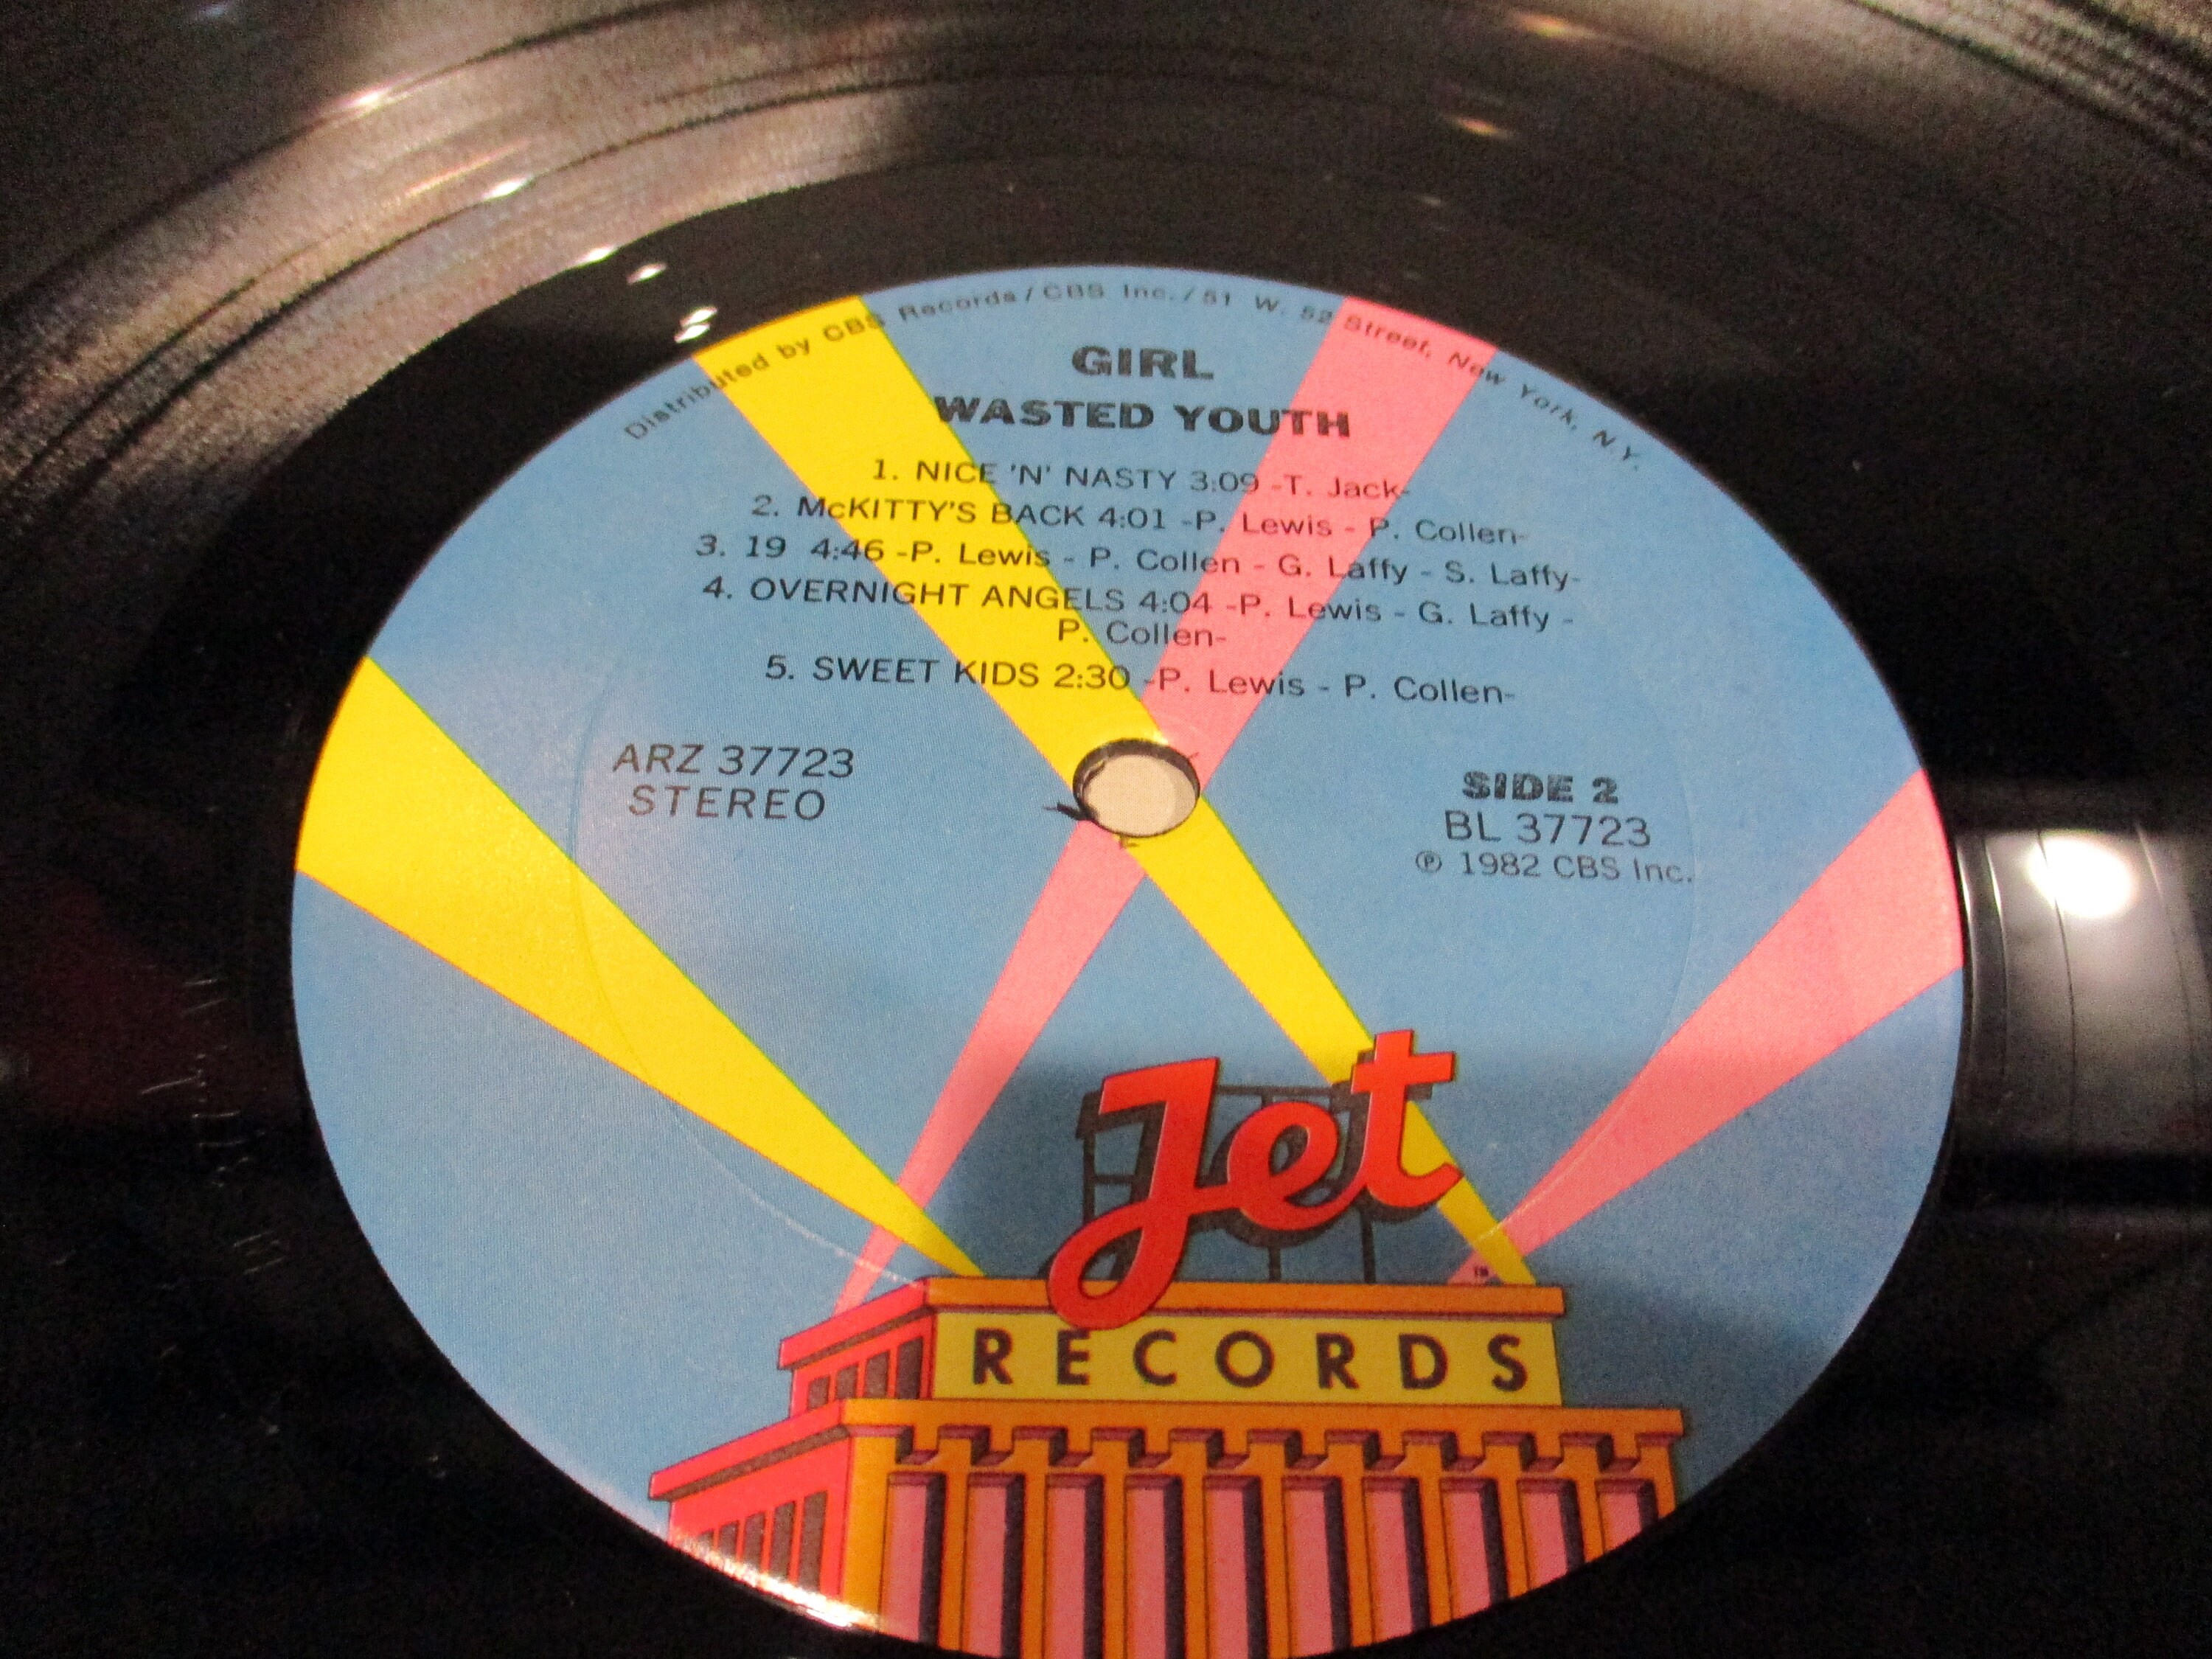 Distributed by CBS Records / CBS Inc. / 51 W. 52 Street, New York, N.Y.
GIRL
WASTED YOUTH
1. NICE 'N' NASTY 3:09 -T. Jack-
2. McKITTY'S BACK 4:01 -P. Lewis - P. Collen-
3. 19 4:46 -P. Lewis - P. Collen - G. Laffy - S. Laffy-
4. OVERNIGHT ANGELS 4:04 -P. Lewis - G. Laffy -
P. Collen-
5. SWEET KIDS 2:30 -P. Lewis - P. Collen-
ARZ 37723
STEREO
SIDE 2
BL 37723
℗ 1982 CBS Inc.
Jet
TM
RECORDS